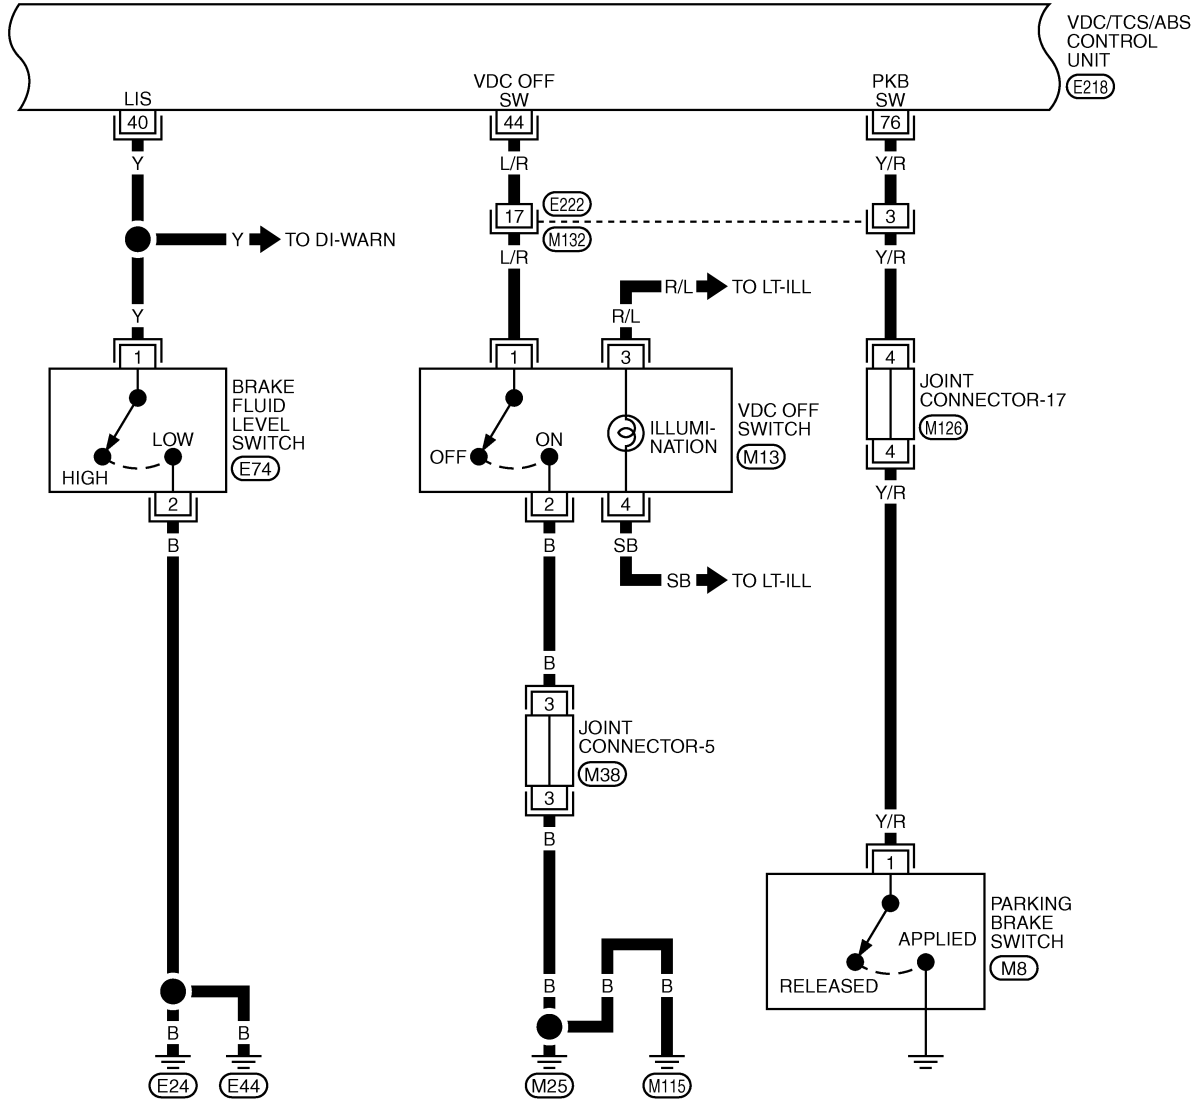 VDC/TCS/ABS
CONTROL
UNIT
E218
LIS
VDC OFF
SW
PKB
SW
40
44
76
Y
L/R
Y/R
17
E222
M132
3
Y
TO DI-WARN
L/R
Y/R
R/L
TO LT-ILL
Y
R/L
1
1
3
4
BRAKE
FLUID
LEVEL
SWITCH
E74
HIGH
LOW
OFF
ON
ILLUMI-
NATION
VDC OFF
SWITCH
M13
JOINT
CONNECTOR-17
M126
4
2
2
4
Y/R
B
B
SB
SB
TO LT-ILL
B
3
JOINT
CONNECTOR-5
M38
3
B
Y/R
1
PARKING
BRAKE
SWITCH
M8
APPLIED
RELEASED
B
B
B
B
B
E24
E44
M25
M115